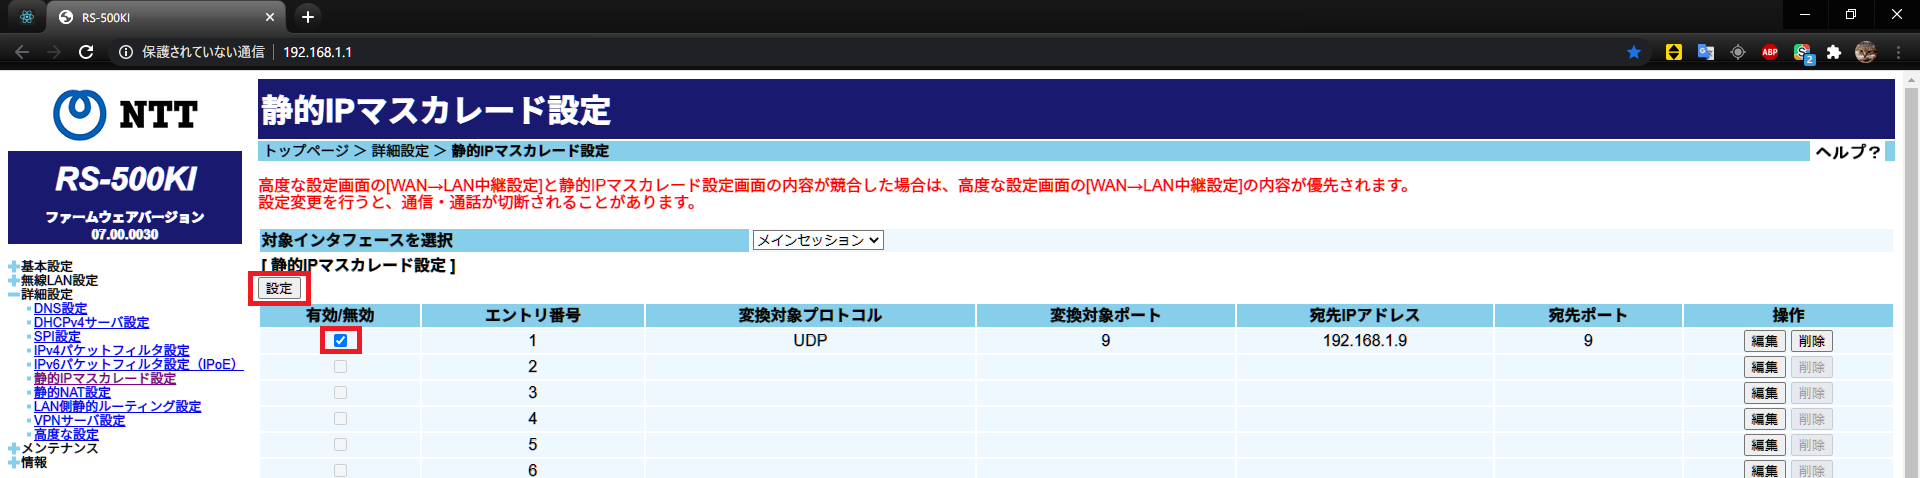 RS-500KI
保護されていない通信 192.168.1.1
ABP
S 2
NTT
RS-500KI
ファームウェアバージョン
07.00.0030
基本設定
無線LAN設定
詳細設定
DNS設定
DHCPv4サーバ設定
SPI設定
IPv4パケットフィルタ設定
IPv6パケットフィルタ設定（IPoE）
静的IPマスカレード設定
静的NAT設定
LAN側静的ルーティング設定
VPNサーバ設定
高度な設定
メンテナンス
情報
静的IPマスカレード設定
トップページ ＞ 詳細設定 ＞ 静的IPマスカレード設定
ヘルプ？
高度な設定画面の[WAN→LAN中継設定]と静的IPマスカレード設定画面の内容が競合した場合は、高度な設定画面の[WAN→LAN中継設定]の内容が優先されます。
設定変更を行うと、通信・通話が切断されることがあります。
対象インタフェースを選択 メインセッション
[ 静的IPマスカレード設定 ]
設定
有効/無効 エントリ番号 変換対象プロトコル 変換対象ポート 宛先IPアドレス 宛先ポート 操作
1 UDP 9 192.168.1.9 9 編集 削除
2 編集 削除
3 編集 削除
4 編集 削除
5 編集 削除
6 編集 削除